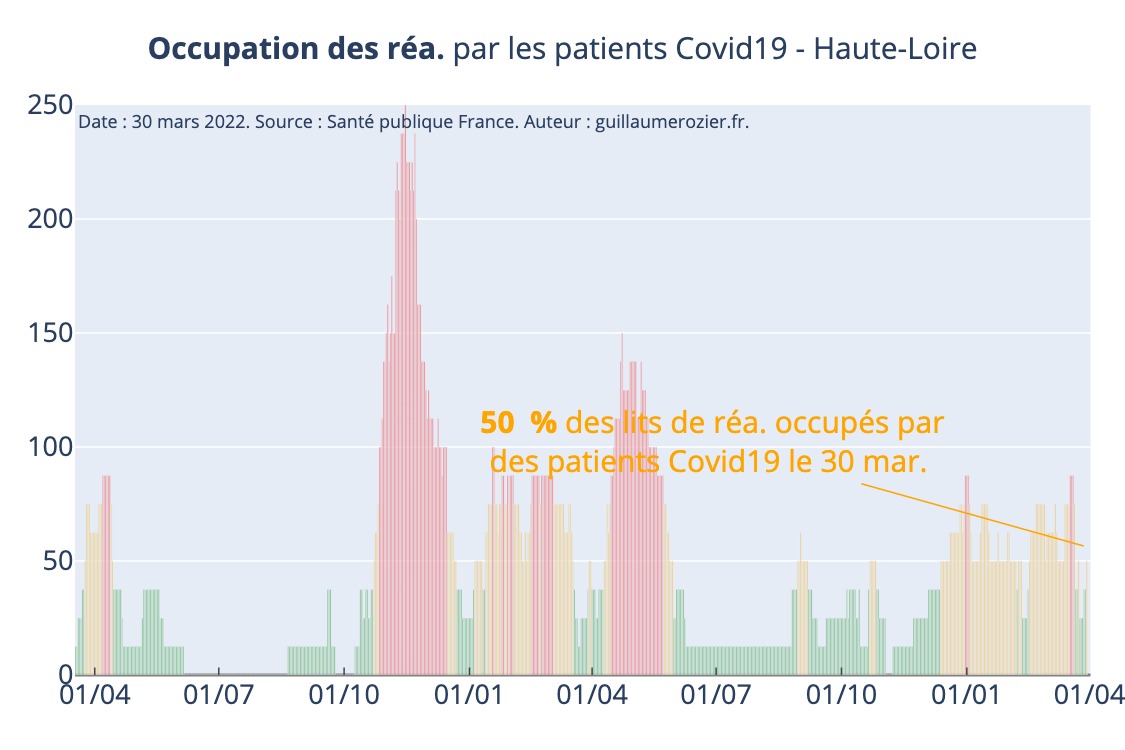 Occupation des réa. par les patients Covid19 - Haute-Loire
250
Date : 30 mars 2022. Source : Santé publique France. Auteur : guillaumerozier.fr.
200
150
50  % des lits de réa. occupés par
100
des patients Covid19 le 30 mar.
50
0
01/04 01/07 01/10 01/01 01/04 01/07 01/10 01/01 01/04